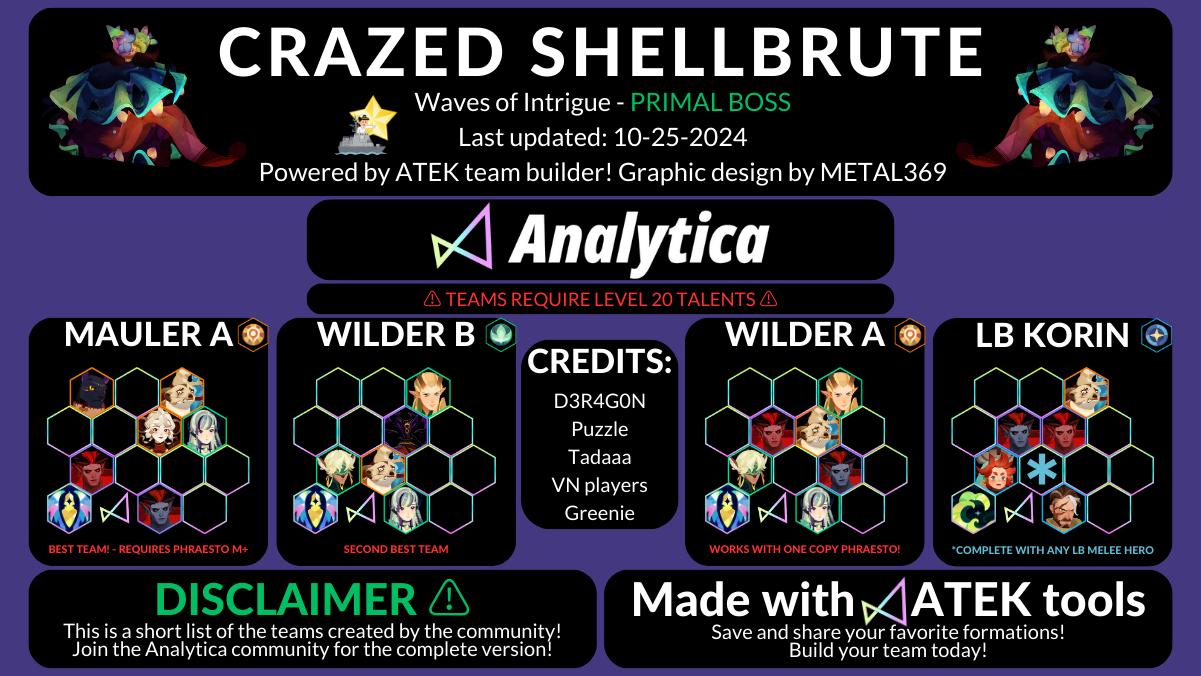 CRAZED SHELLBRUTE
Waves of Intrigue - PRIMAL BOSS
Last updated: 10-25-2024
Powered by ATEK team builder! Graphic design by METAL369
Analytica
TEAMS REQUIRE LEVEL 20 TALENTS
MAULER A
BEST TEAM! - REQUIRES PHRAESTO M+
WILDER B
SECOND BEST TEAM
CREDITS:
D3R4G0N
Puzzle
Tadaaa
VN players
Greenie
WILDER A
WORKS WITH ONE COPY PHRAESTO!
LB KORIN
*
*COMPLETE WITH ANY LB MELEE HERO
DISCLAIMER
This is a short list of the teams created by the community!
Join the Analytica community for the complete version!
Made with ATEK tools
Save and share your favorite formations!
Build your team today!